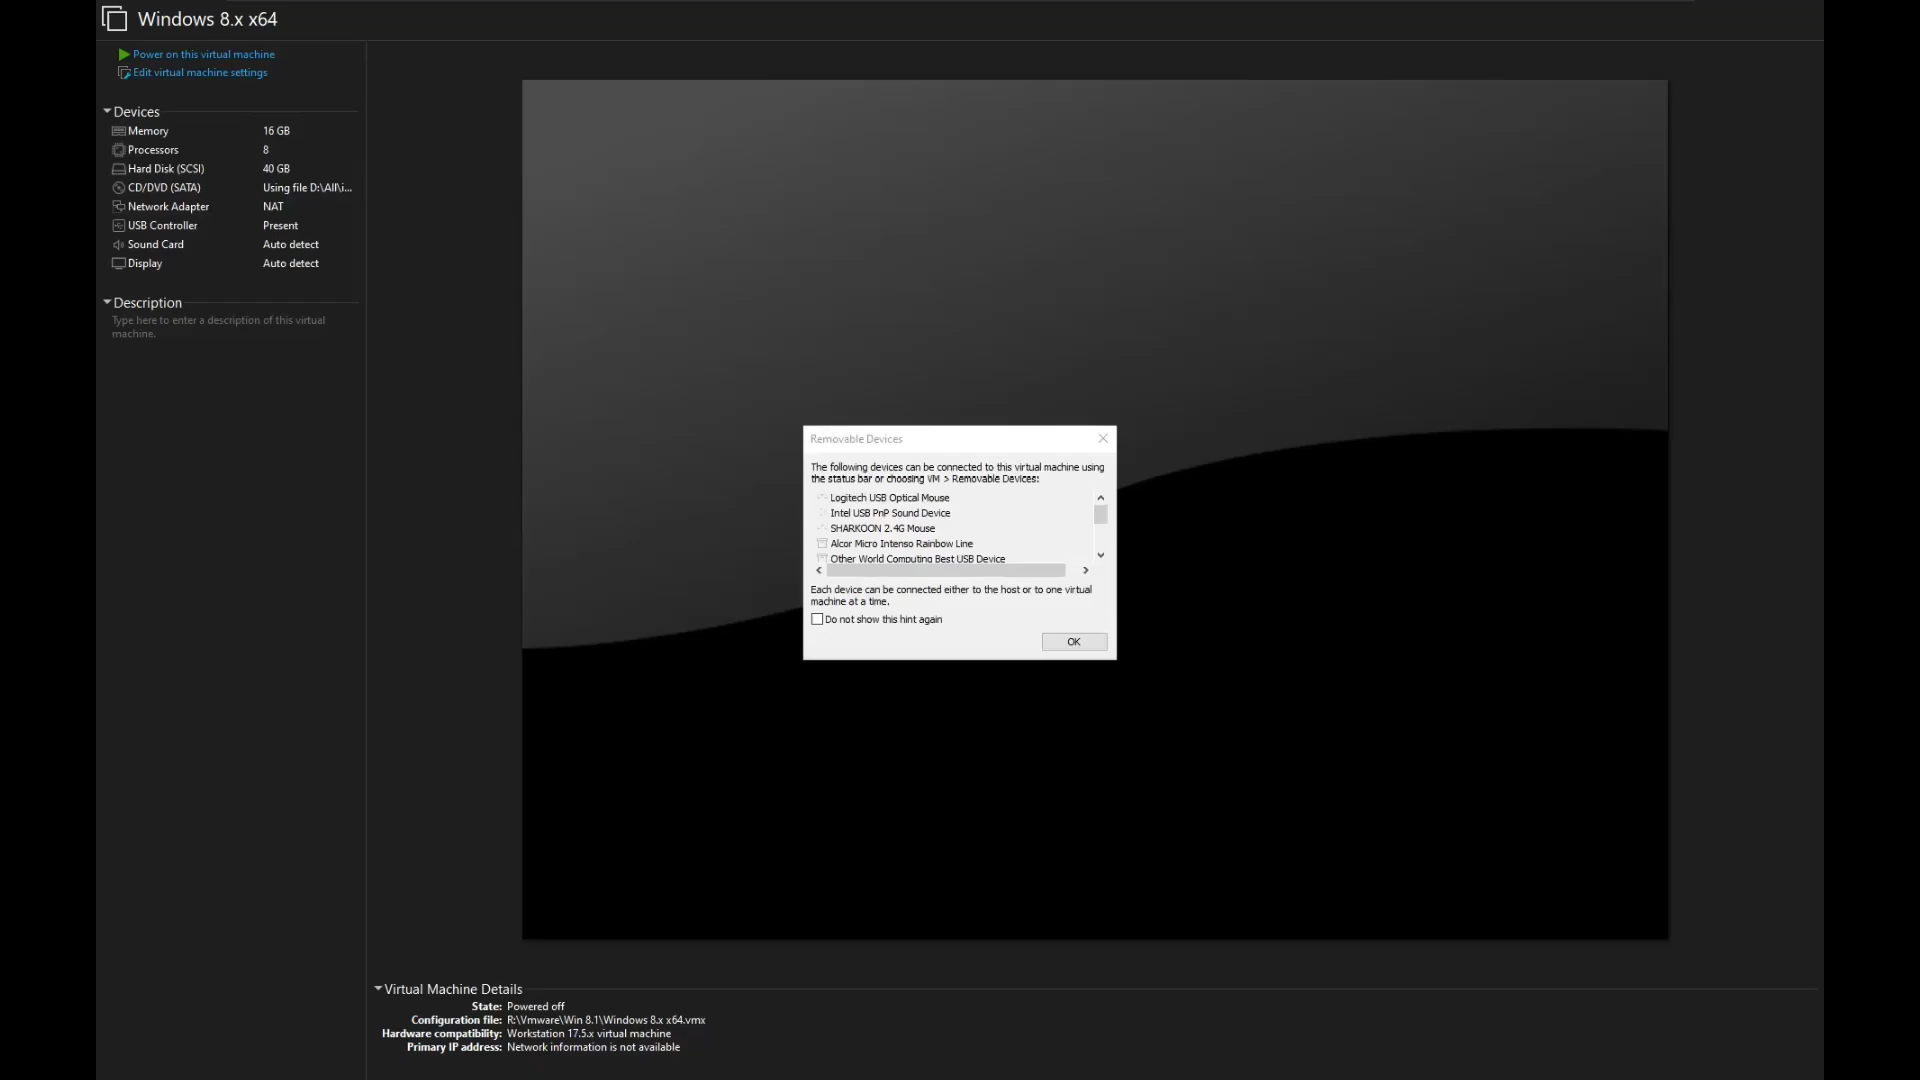 Windows 8.x x64
Power on this virtual machine
Edit virtual machine settings
Devices
Memory 16 GB
Processors 8
Hard Disk (SCSI) 40 GB
CD/DVD (SATA) Using file D:\All\i...
Network Adapter NAT
USB Controller Present
Sound Card Auto detect
Display Auto detect
Description
Type here to enter a description of this virtual
machine.
Removable Devices
The following devices can be connected to this virtual machine using
the status bar or choosing VM > Removable Devices:
Logitech USB Optical Mouse
Intel USB PnP Sound Device
SHARKOON 2.4G Mouse
Alcor Micro Intenso Rainbow Line
Other World Computing Best USB Device
Each device can be connected either to the host or to one virtual
machine at a time.
Do not show this hint again
OK
Virtual Machine Details
State: Powered off
Configuration file: R:\Vmware\Win 8.1\Windows 8.x x64.vmx
Hardware compatibility: Workstation 17.5.x virtual machine
Primary IP address: Network information is not available